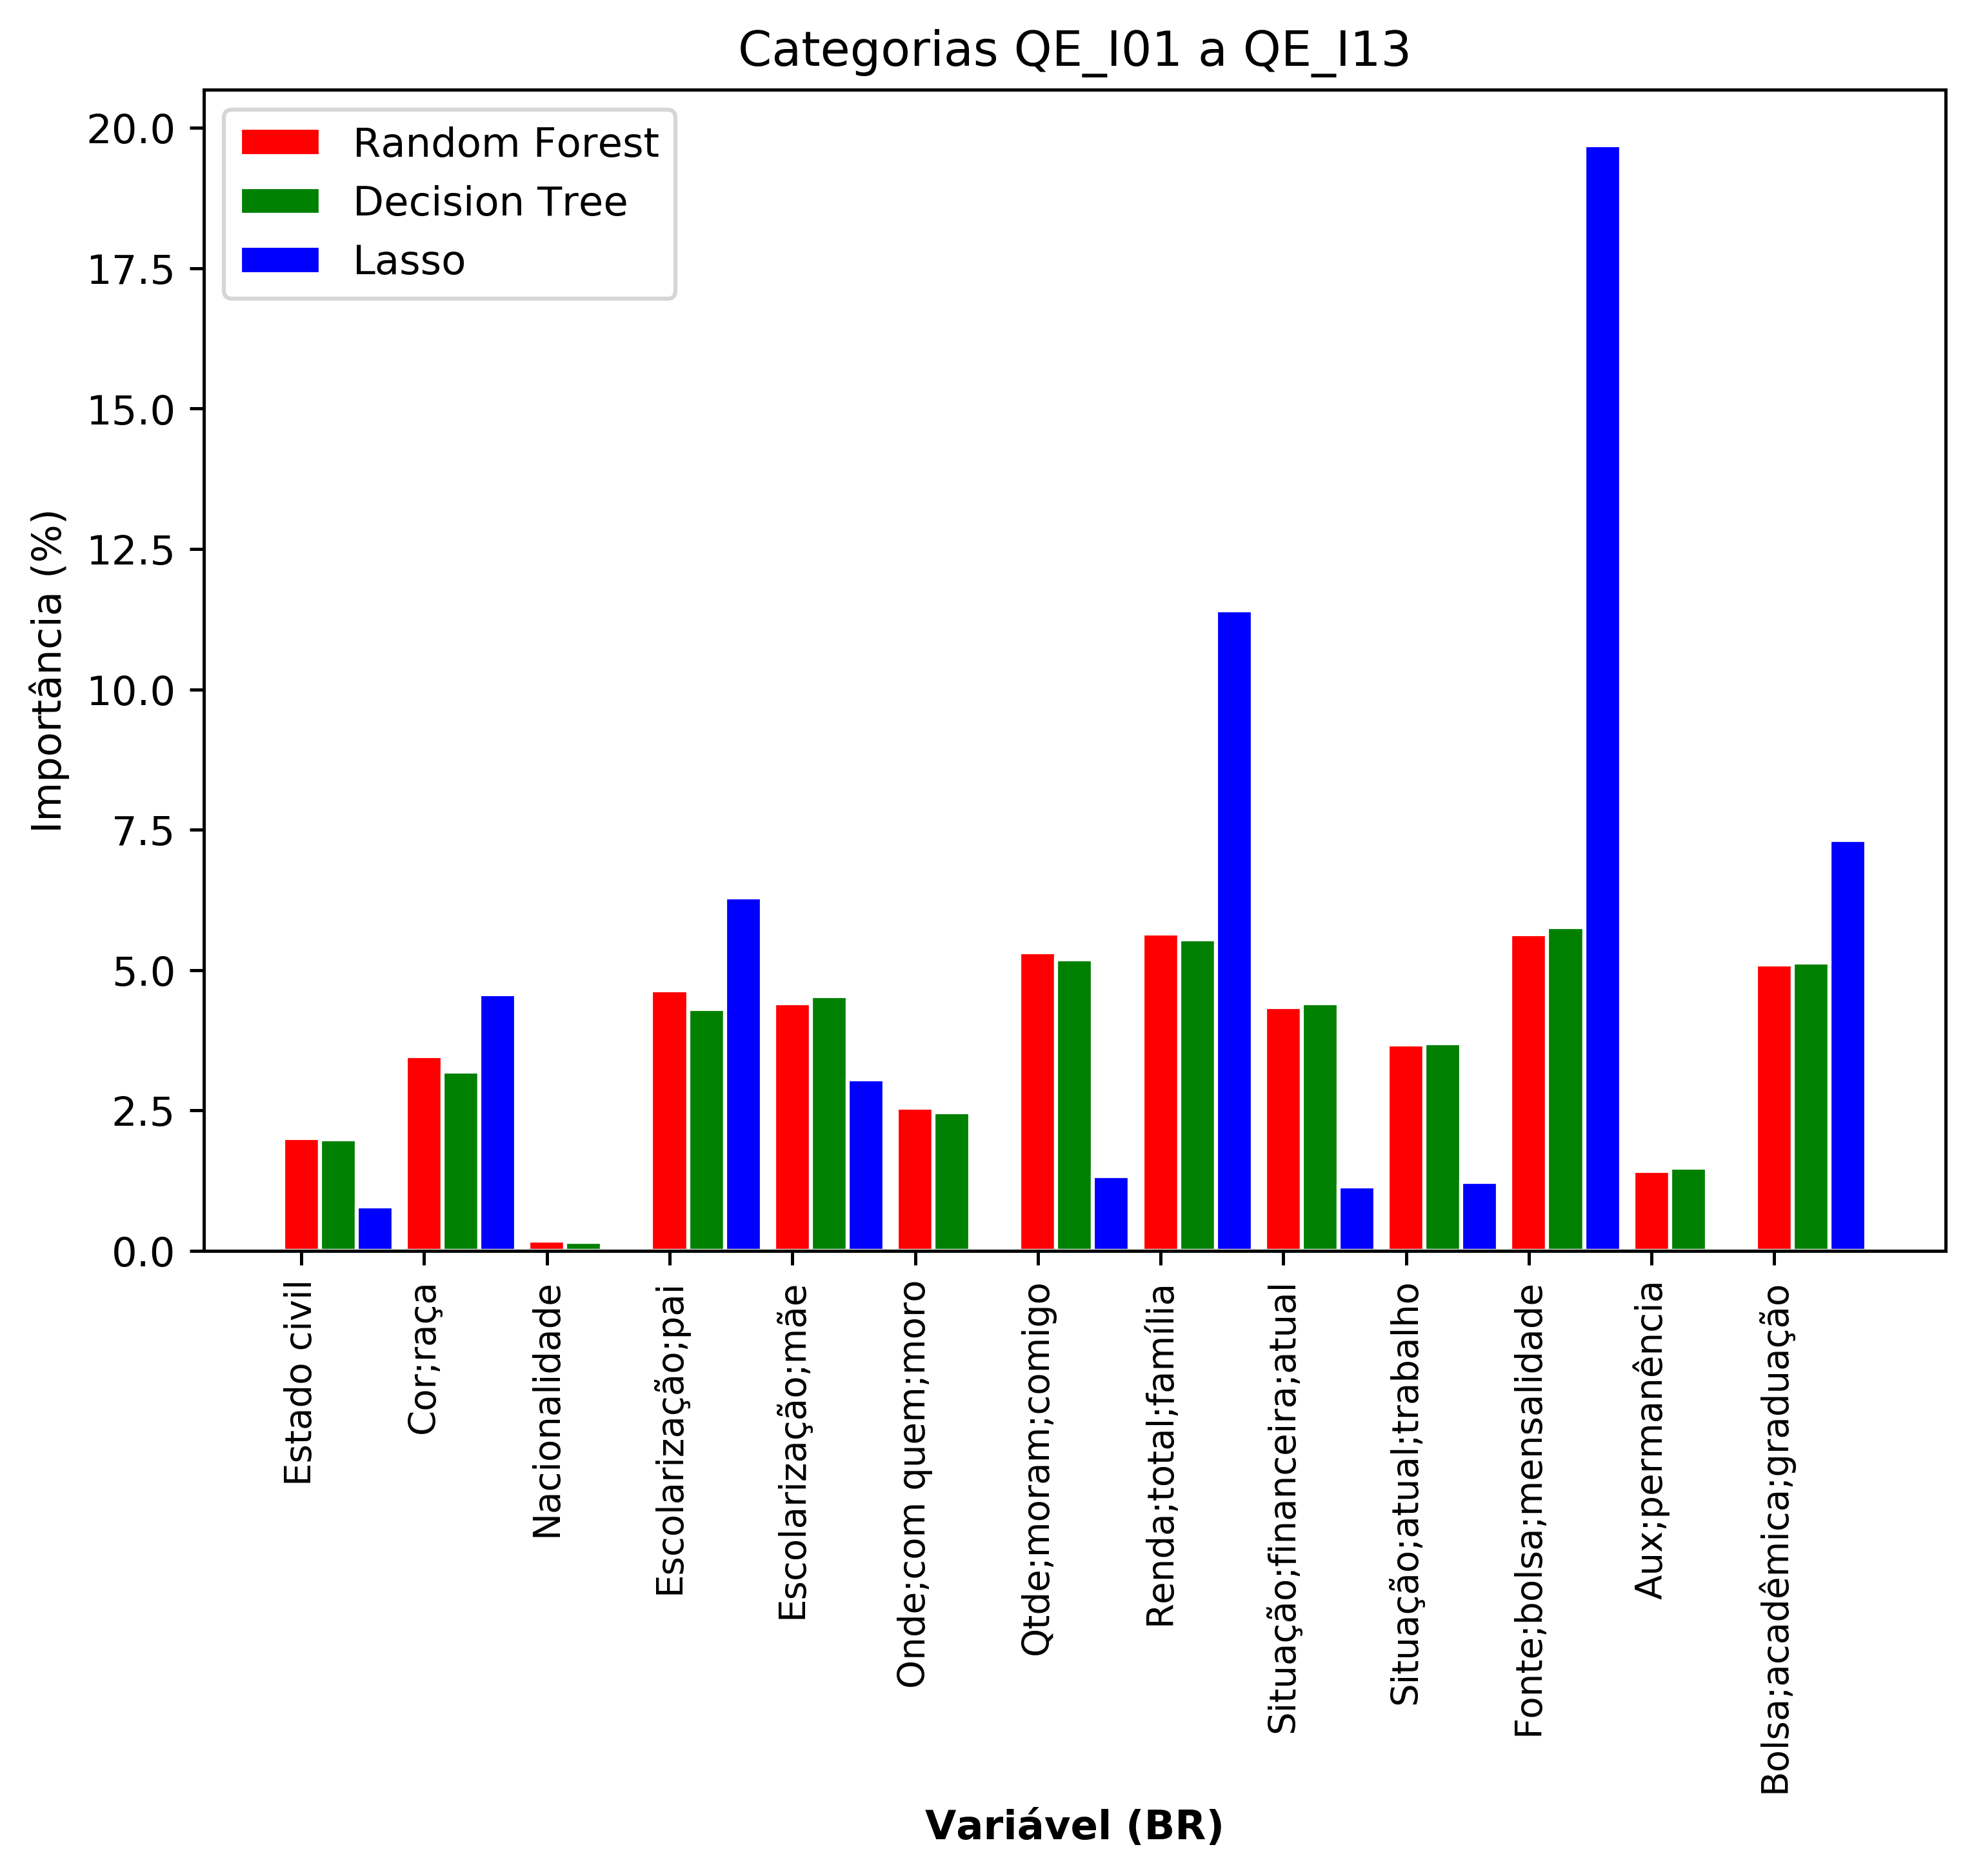 Categorias QE_I01 a QE_I13
Random Forest
Decision Tree
Lasso
Importância (%)
20.0
17.5
15.0
12.5
10.0
7.5
5.0
2.5
0.0
Estado civil
Cor;raça
Nacionalidade
Escolarização;pai
Escolarização;mãe
Onde;com quem;moro
Qtde;moram;comigo
Renda;total;família
Situação;financeira;atual
Situação;atual;trabalho
Fonte;bolsa;mensalidade
Aux;permanência
Bolsa;acadêmica;graduação
Variável (BR)